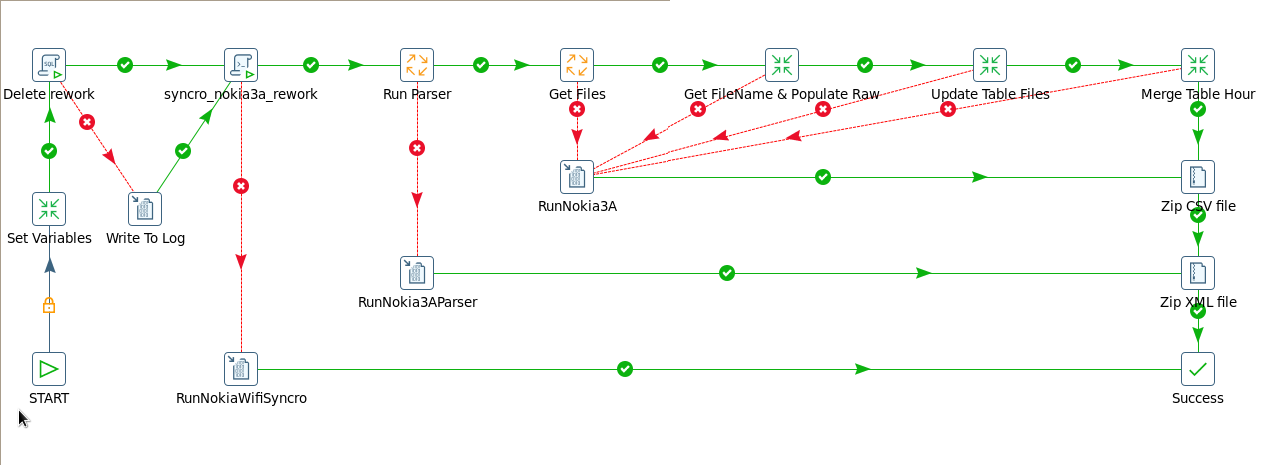 Delete rework
syncro_nokia3a_rework
Run Parser
Get Files
Get FileName & Populate Raw
Update Table Files
Merge Table Hour
RunNokia3A
Zip CSV file
Set Variables
Write To Log
RunNokia3AParser
Zip XML file
START
RunNokiaWifiSyncro
Success